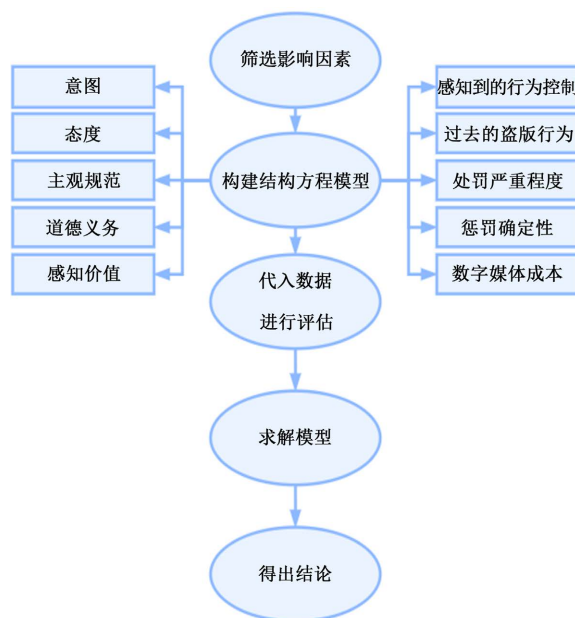 筛选影响因素
意图
态度
主观规范
道德义务
感知价值
构建结构方程模型
感知到的行为控制
过去的盗版行为
处罚严重程度
惩罚确定性
数字媒体成本
代入数据
进行评估
求解模型
得出结论